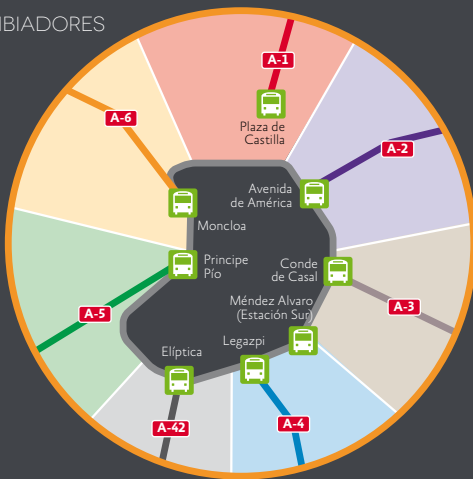 BIADORES
A-1
Plaza de
Castilla
A-6
A-2
Avenida
de América
Moncloa
Principe
Pío
Conde
de Casal
A-3
Méndez Alvaro
(Estación Sur)
A-5
Legazpi
Elíptica
A-4
A-42